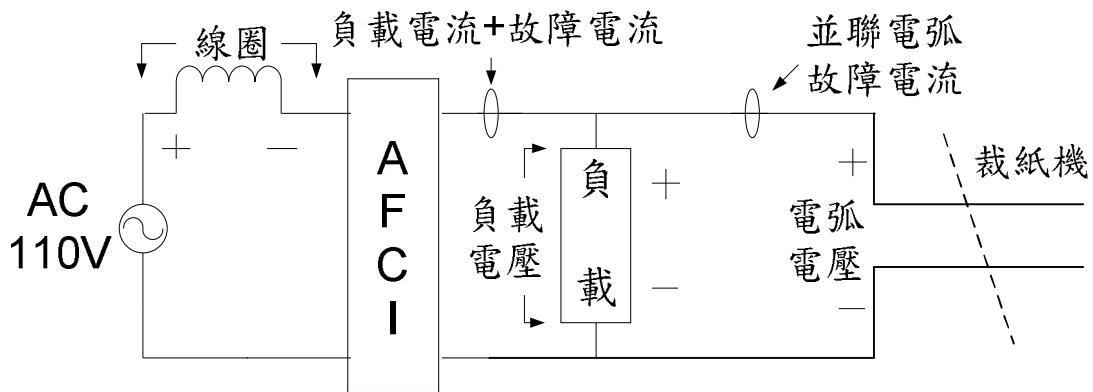 線圈
負載電流+故障電流
並聯電弧
故障電流
AC
110V
+
—
AFCI
負載
電壓
負載
+
—
+
電弧
電壓
—
裁紙機